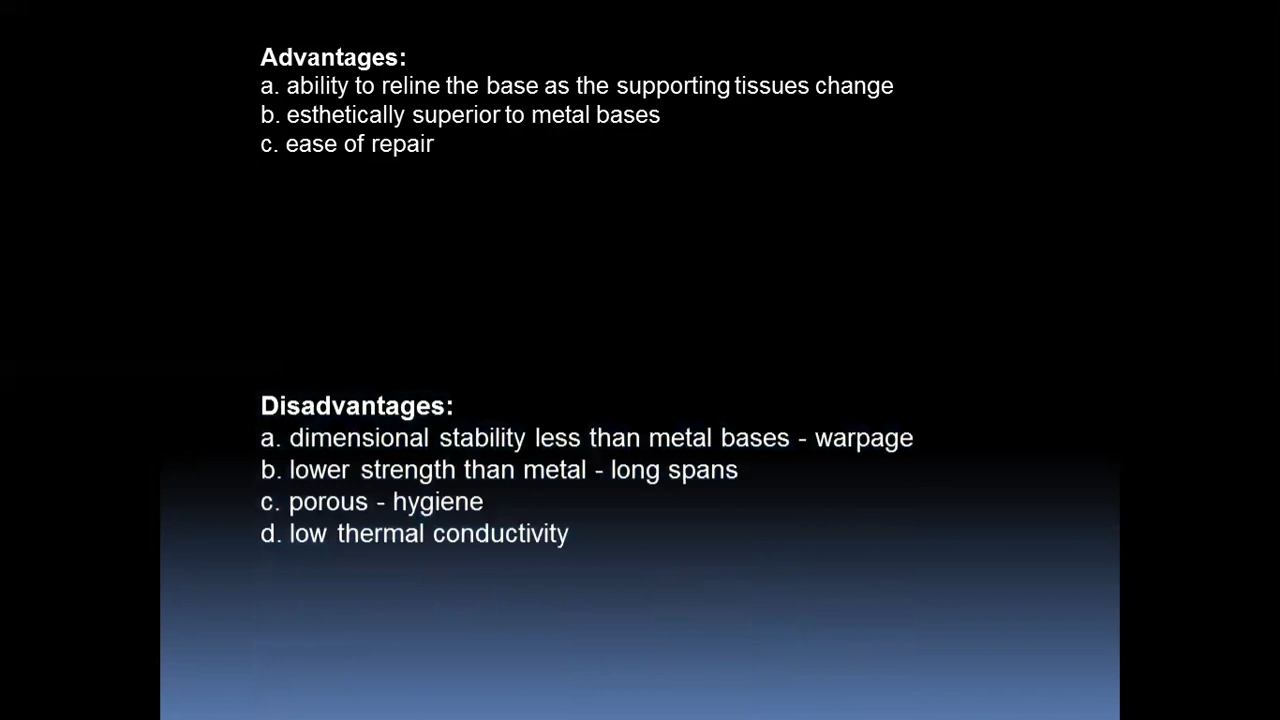 Advantages:
a. ability to reline the base as the supporting tissues change
b. esthetically superior to metal bases
c. ease of repair
Disadvantages:
a. dimensional stability less than metal bases - warpage
b. lower strength than metal - long spans
c. porous - hygiene
d. low thermal conductivity